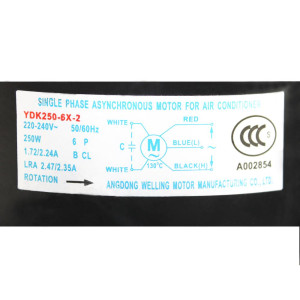 SINGLE PHASE ASYNCHRONOUS MOTOR FOR AIR CONDITIONER
YDK250-6X-2
220-240V~ 50/60Hz
250W 6 P
1.72/2.24A B CL
LRA 2.47/2.35A
ROTATION
WHITE
C
WHITE
M
130°C
RED
BLUE(L)
BLACK(H)
CCC
S
A002854
ANGDONG WELLING MOTOR MANUFACTURING CO.,LTD.